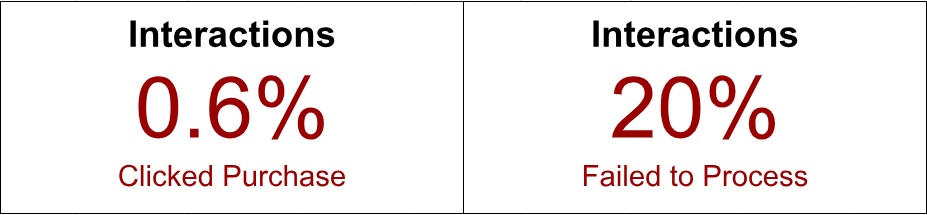 Interactions
0.6%
Clicked Purchase
Interactions
20%
Failed to Process